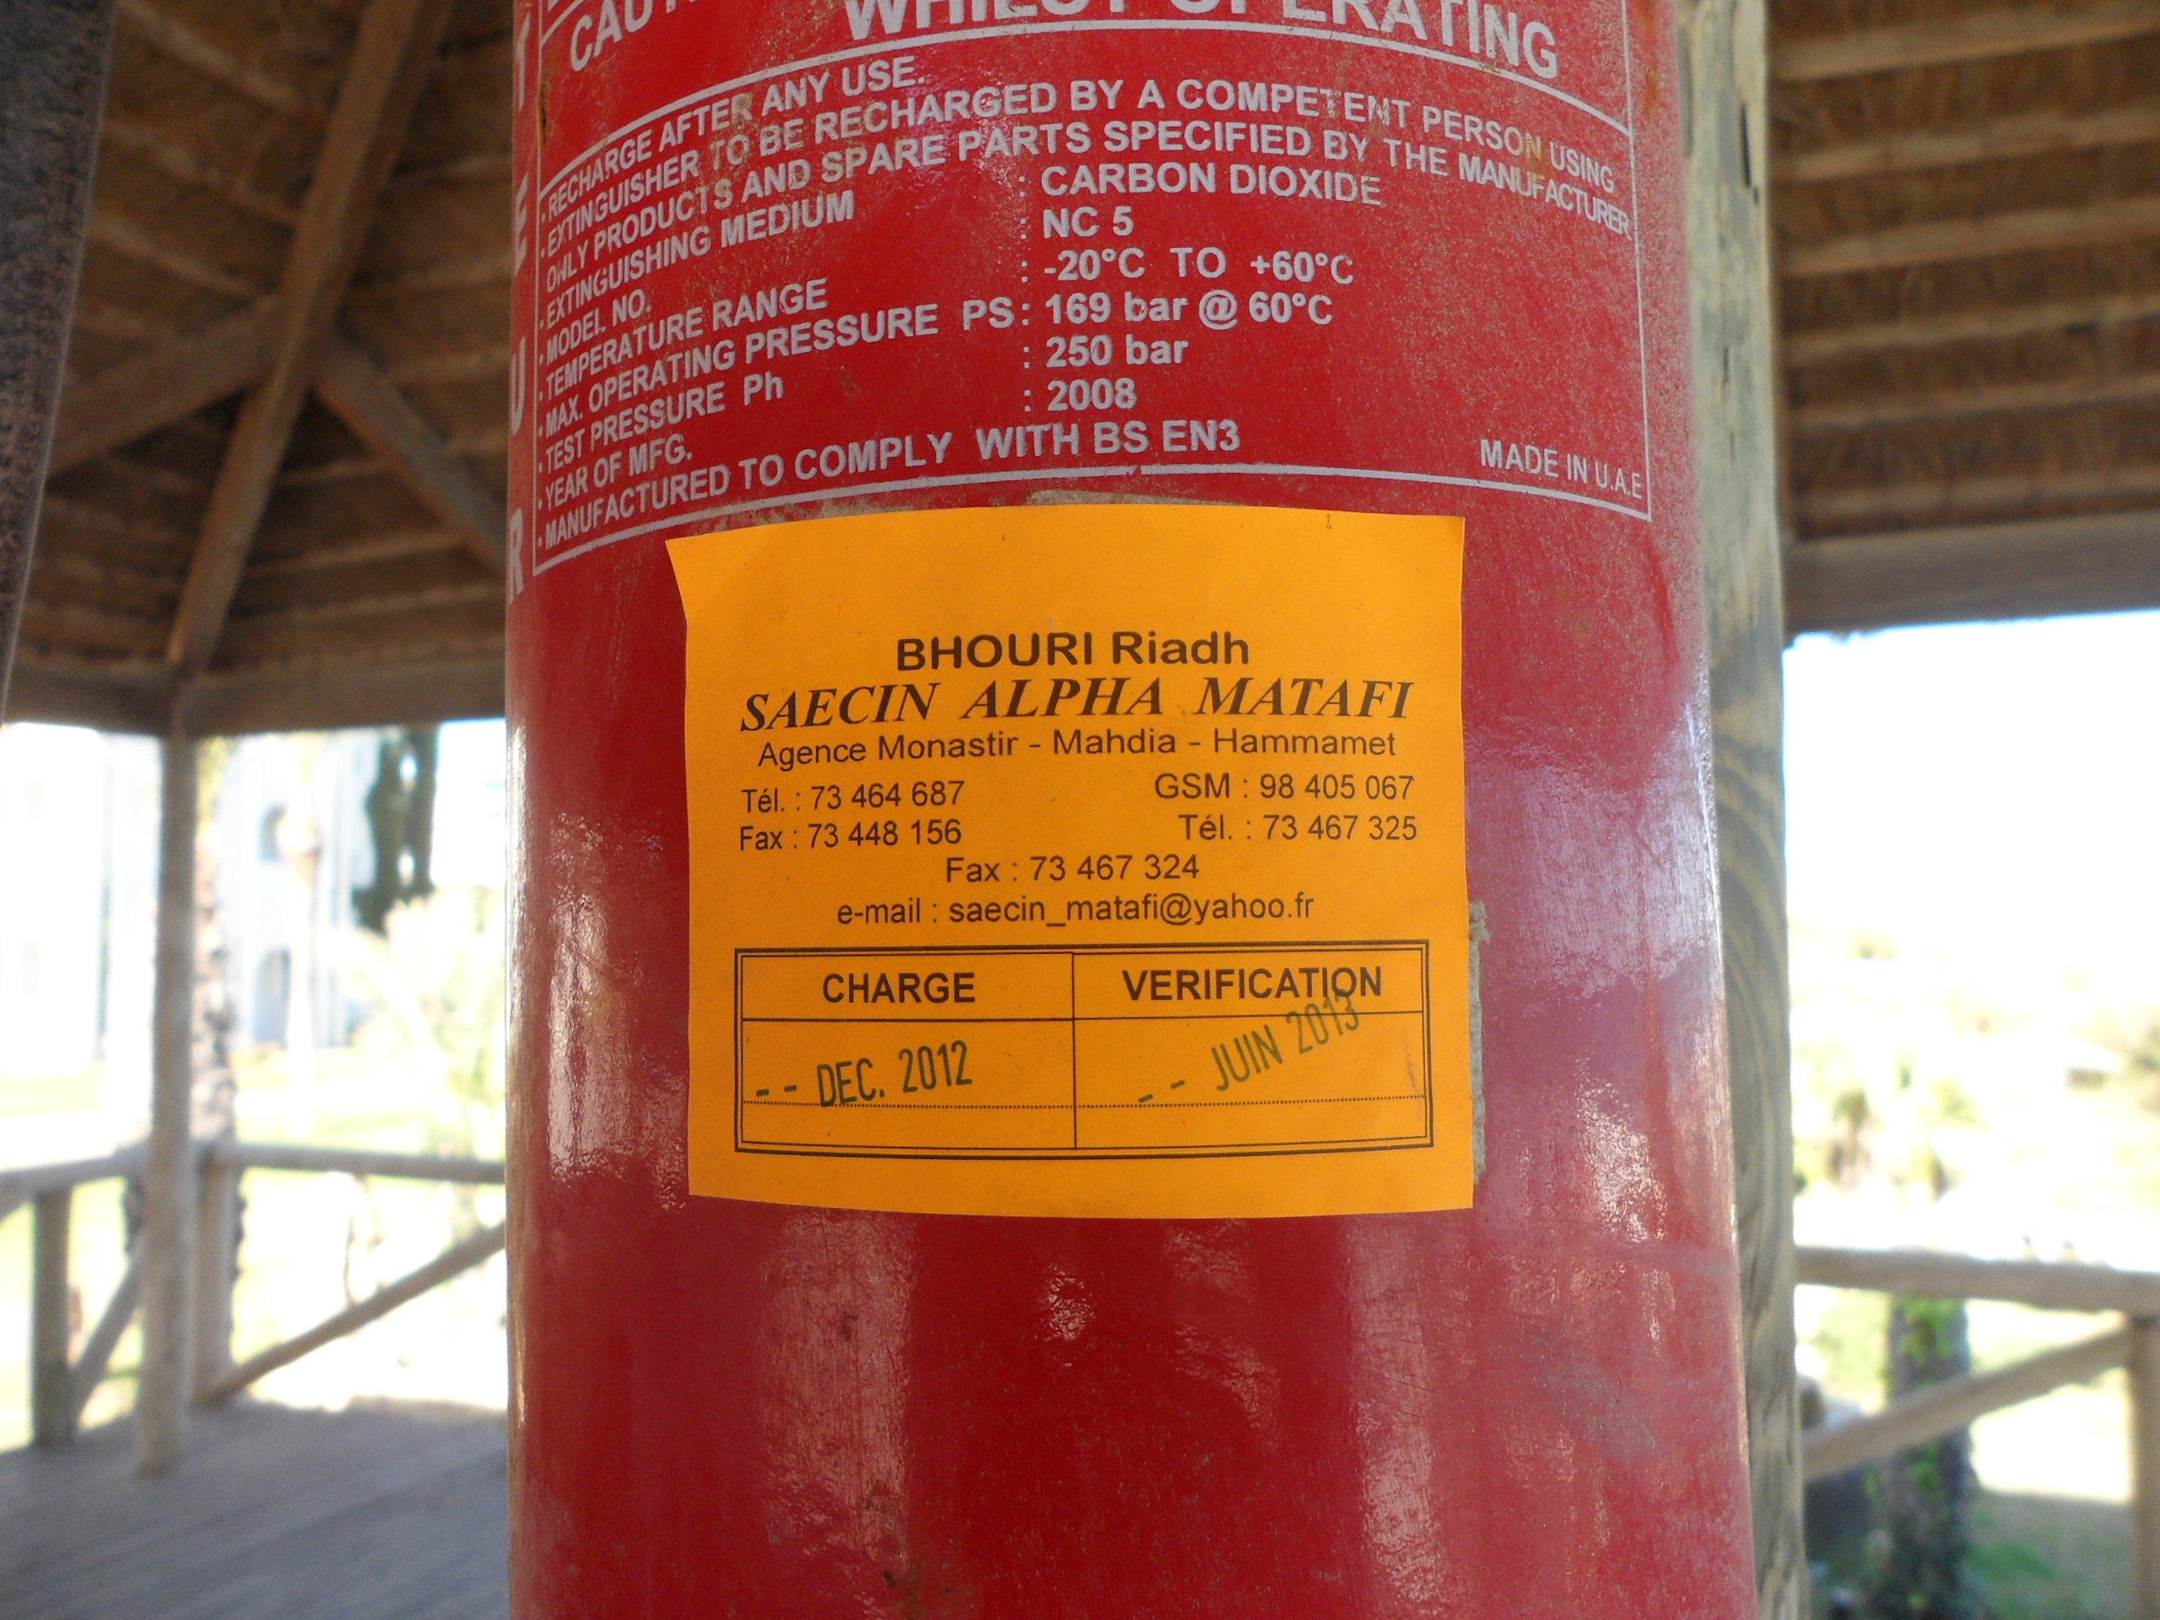 WHILST OPERATING
• RECHARGE AFTER ANY USE.
• EXTINGUISHER TO BE RECHARGED BY A COMPETENT PERSON USING
ONLY PRODUCTS AND SPARE PARTS SPECIFIED BY THE MANUFACTURER
• EXTINGUISHING MEDIUM : CARBON DIOXIDE
• MODEL NO. : NC 5
• TEMPERATURE RANGE : -20°C TO +60°C
• MAX. OPERATING PRESSURE PS : 169 bar @ 60°C
• TEST PRESSURE Ph : 250 bar
• YEAR OF MFG. : 2008
• MANUFACTURED TO COMPLY WITH BS EN3
MADE IN U.A.E
BHOURI Riadh
SAECIN ALPHA MATAFI
Agence Monastir - Mahdia - Hammamet
Tél. : 73 464 687 GSM : 98 405 067
Fax : 73 448 156 Tél. : 73 467 325
Fax : 73 467 324
e-mail : saecin_matafi@yahoo.fr
CHARGE VERIFICATION
-- DEC. 2012 -- JUIN 2013